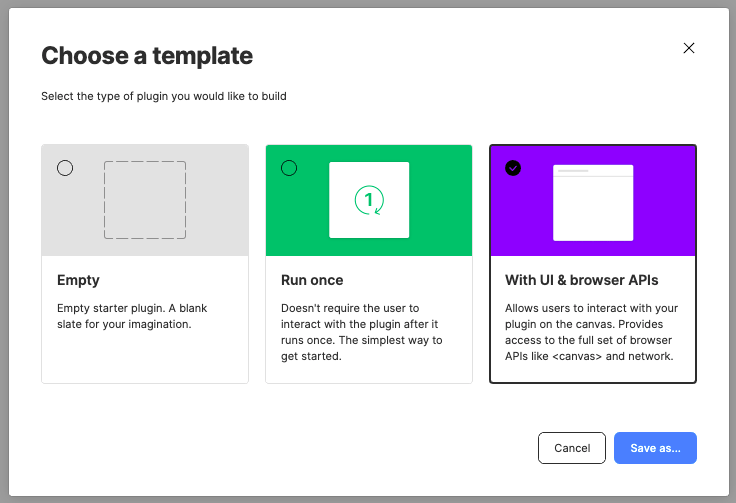 Choose a template
Select the type of plugin you would like to build
1
Empty
Empty starter plugin. A blank
slate for your imagination.
Run once
Doesn't require the user to
interact with the plugin after it
runs once. The simplest way to
get started.
With UI & browser APIs
Allows users to interact with your
plugin on the canvas. Provides
access to the full set of browser
APIs like <canvas> and network.
Cancel
Save as...